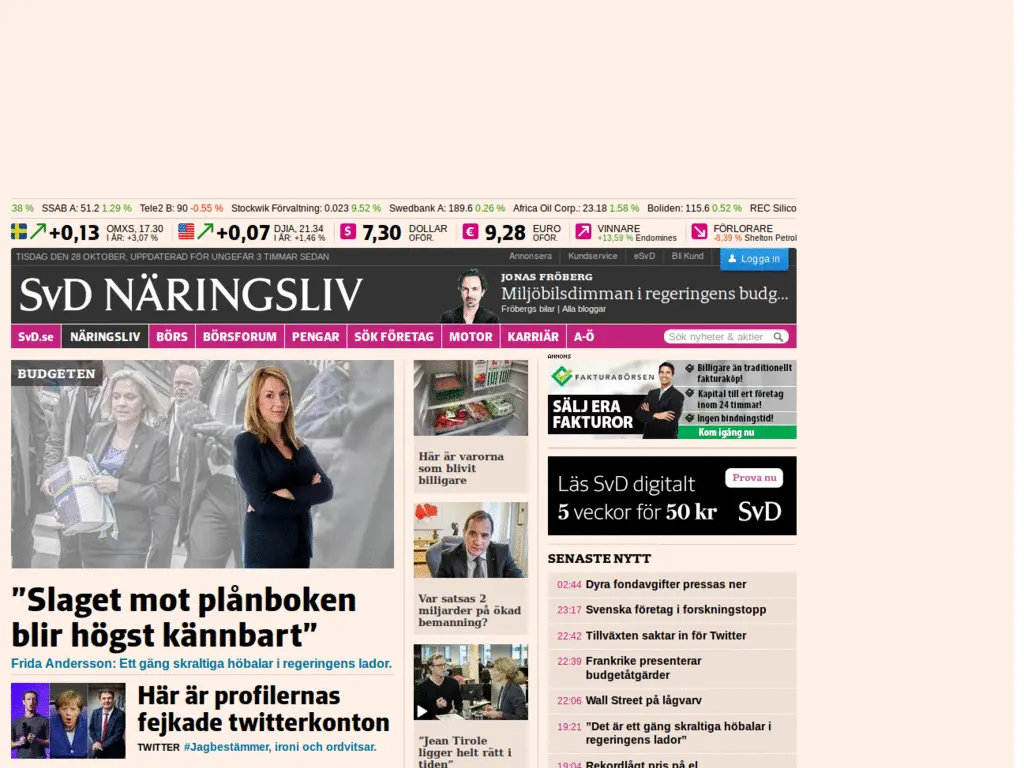 38 % SSAB A: 51.2 1.29 % Tele2 B: 90 -0.55 % Stockwik Förvaltning: 0.023 9.52 % Swedbank A: 189.6 0.26 % Africa Oil Corp.: 23.18 1.58 % Boliden: 115.6 0.52 % REC Silico
+0,13 OMXS, 17.30 I ÅR: +3,07 %
+0,07 DJIA, 21.34 I ÅR: +1,46 %
$ 7,30 DOLLAR OFÖR.
€ 9,28 EURO OFÖR.
VINNARE +13,59 % Endomines
FÖRLORARE -8,39 % Shelton Petrol
TISDAG DEN 28 OKTOBER, UPPDATERAD FÖR UNGEFÄR 3 TIMMAR SEDAN
Annonsera Kundservice eSvD Bli Kund Logga in
SvD NÄRINGSLIV
JONAS FRÖBERG
Miljöbilsdimman i regeringens budg...
Fröbergs bilar | Alla bloggar
SvD.se NÄRINGSLIV BÖRS BÖRSFORUM PENGAR SÖK FÖRETAG MOTOR KARRIÄR A-Ö Sök nyheter & aktier
BUDGETEN
"Slaget mot plånboken
blir högst kännbart"
Frida Andersson: Ett gäng skraltiga höbalar i regeringens lador.
Här är profilernas
fejkade twitterkonton
TWITTER #Jagbestämmer, ironi och ordvitsar.
Här är varorna
som blivit
billigare
Var satsas 2
miljarder på ökad
bemanning?
"Jean Tirole
ligger helt rätt i
tiden"
ANNONS
FAKTURABÖRSEN
SÄLJ ERA
FAKTUROR
Billigare än traditionellt
fakturaköp!
Kapital till ert företag
inom 24 timmar!
Ingen bindningstid!
Kom igång nu
Läs SvD digitalt
5 veckor för 50 kr
Prova nu
SvD
SENASTE NYTT
02:44 Dyra fondavgifter pressas ner
23:17 Svenska företag i forskningstopp
22:42 Tillväxten saktar in för Twitter
22:39 Frankrike presenterar
budgetåtgärder
22:06 Wall Street på lågvarv
19:21 "Det är ett gäng skraltiga höbalar i
regeringens lador"
19:04 Rekordlågt pris på el